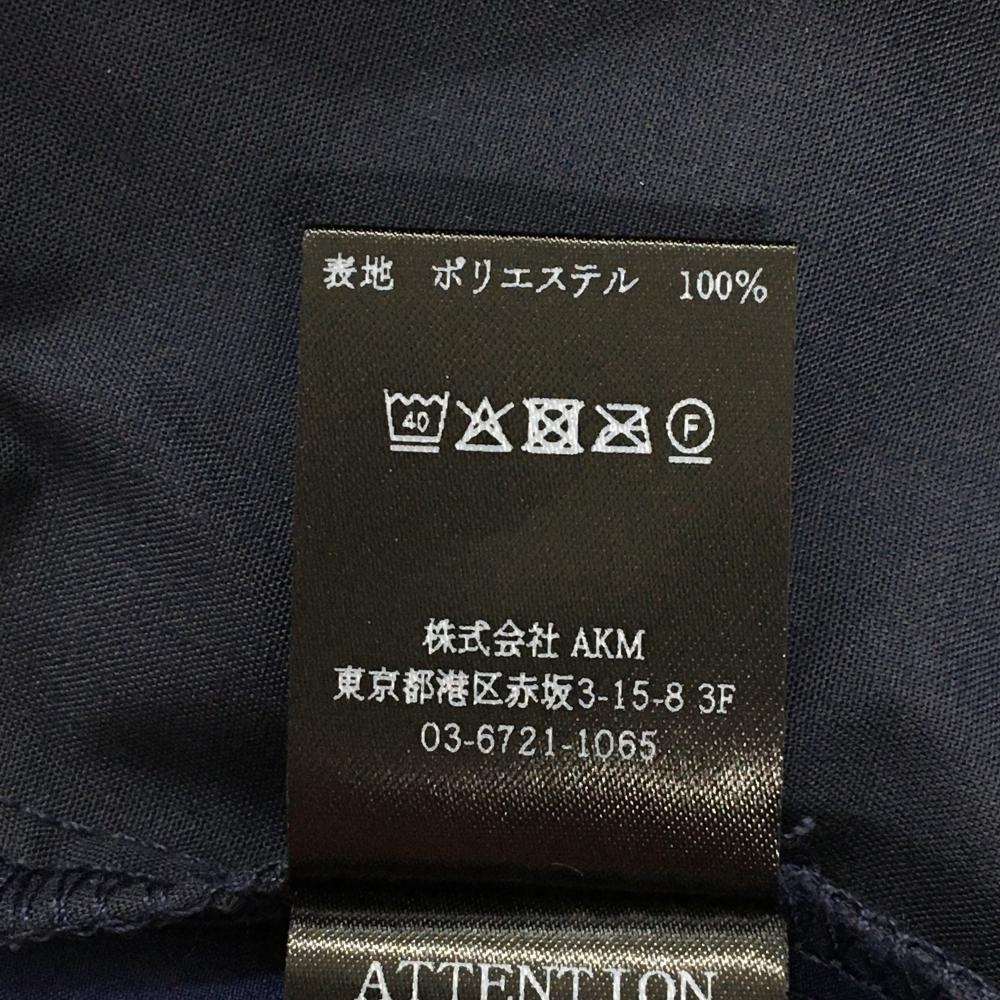 表地 ポリエステル 100%
40 F
株式会社 AKM
東京都港区赤坂3-15-8 3F
03-6721-1065
ATTENTION